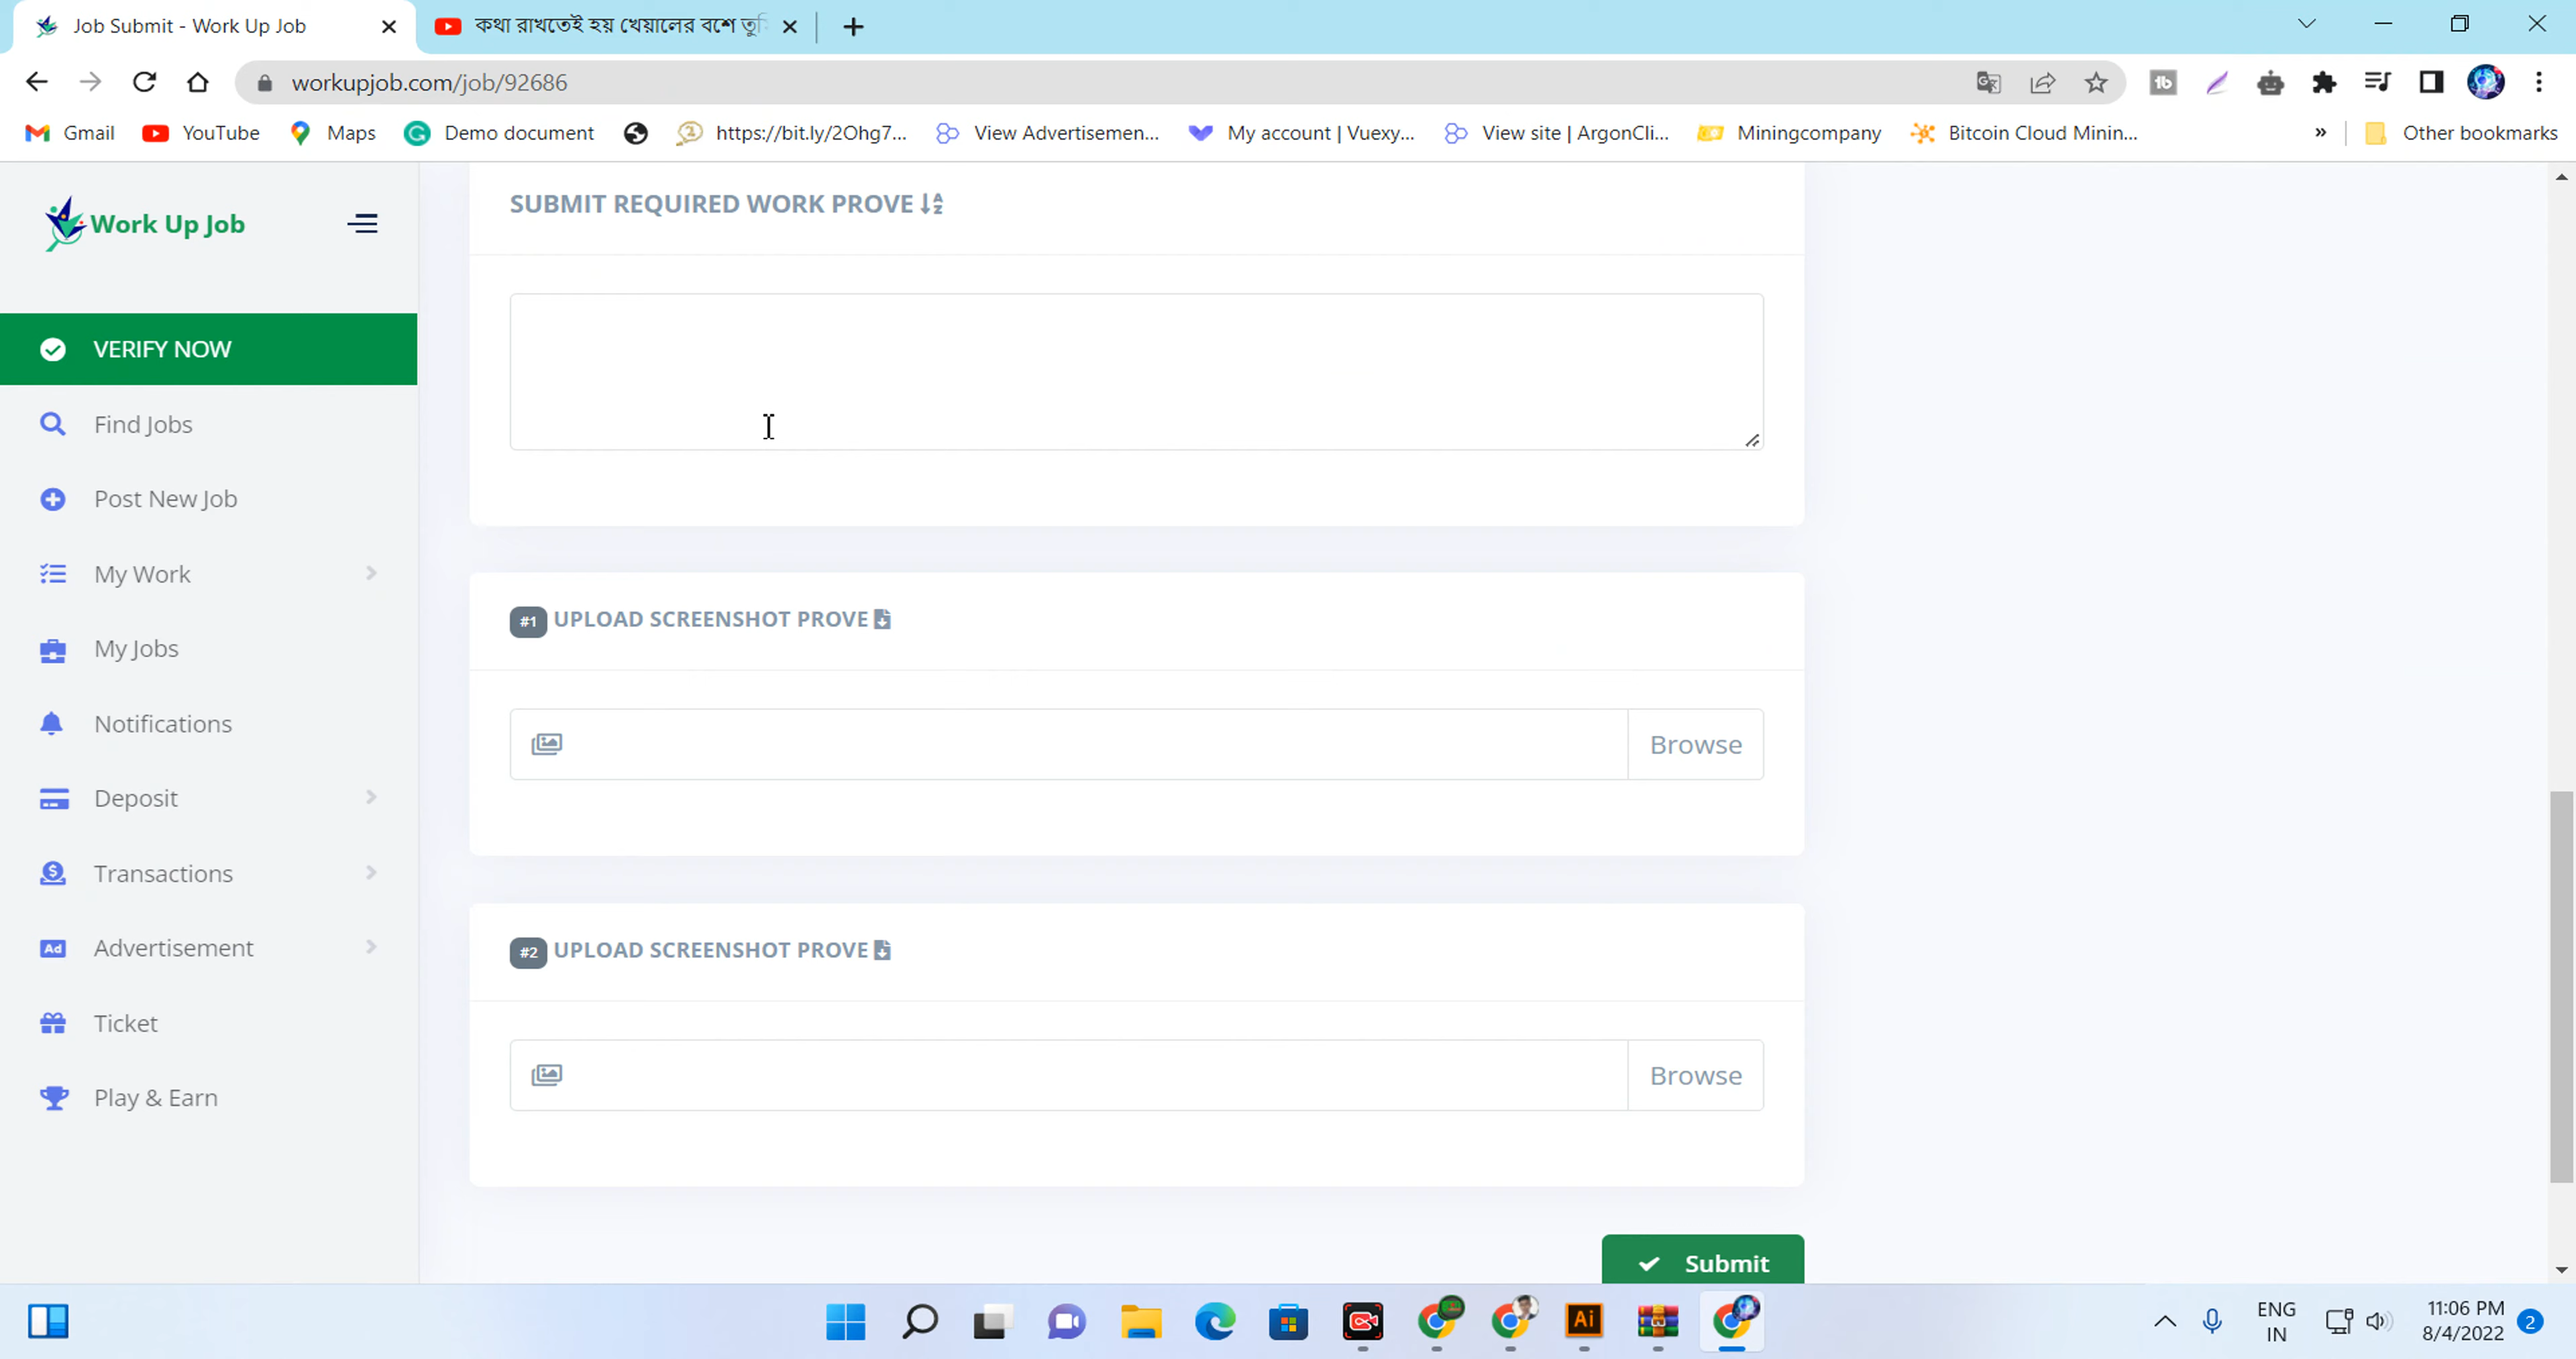 Job Submit - Work Up Job
কথা রাখতেই হয় খেয়ালের বশে
workupjob.com/job/92686
Gmail
YouTube
Maps
Demo document
https://bit.ly/2Ohg7...
View Advertisemen...
My account | Vuexy...
View site | ArgonCli...
Miningcompany
Bitcoin Cloud Minin...
»
Other bookmarks
Work Up Job
VERIFY NOW
Find Jobs
Post New Job
My Work
My Jobs
Notifications
Deposit
Transactions
Ad Advertisement
Ticket
Play & Earn
SUBMIT REQUIRED WORK PROVE
#1 UPLOAD SCREENSHOT PROVE
Browse
#2 UPLOAD SCREENSHOT PROVE
Browse
Submit
Ai
ENG
IN
11:06 PM
8/4/2022
2